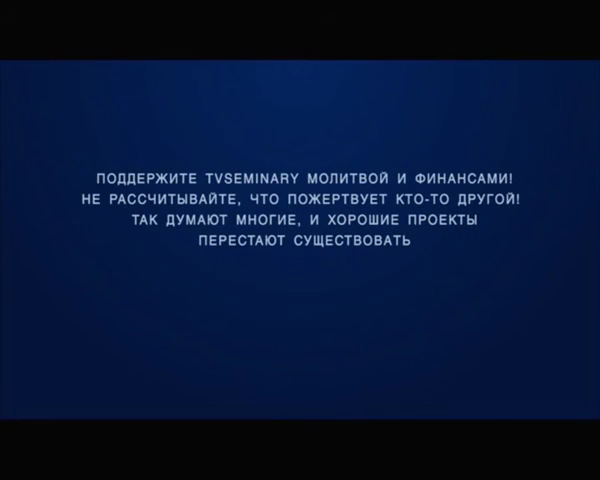 ПОДДЕРЖИТЕ TVSEMINARY МОЛИТВОЙ И ФИНАНСАМИ!
НЕ РАССЧИТЫВАЙТЕ, ЧТО ПОЖЕРТВУЕТ КТО-ТО ДРУГОЙ!
ТАК ДУМАЮТ МНОГИЕ, И ХОРОШИЕ ПРОЕКТЫ
ПЕРЕСТАЮТ СУЩЕСТВОВАТЬ